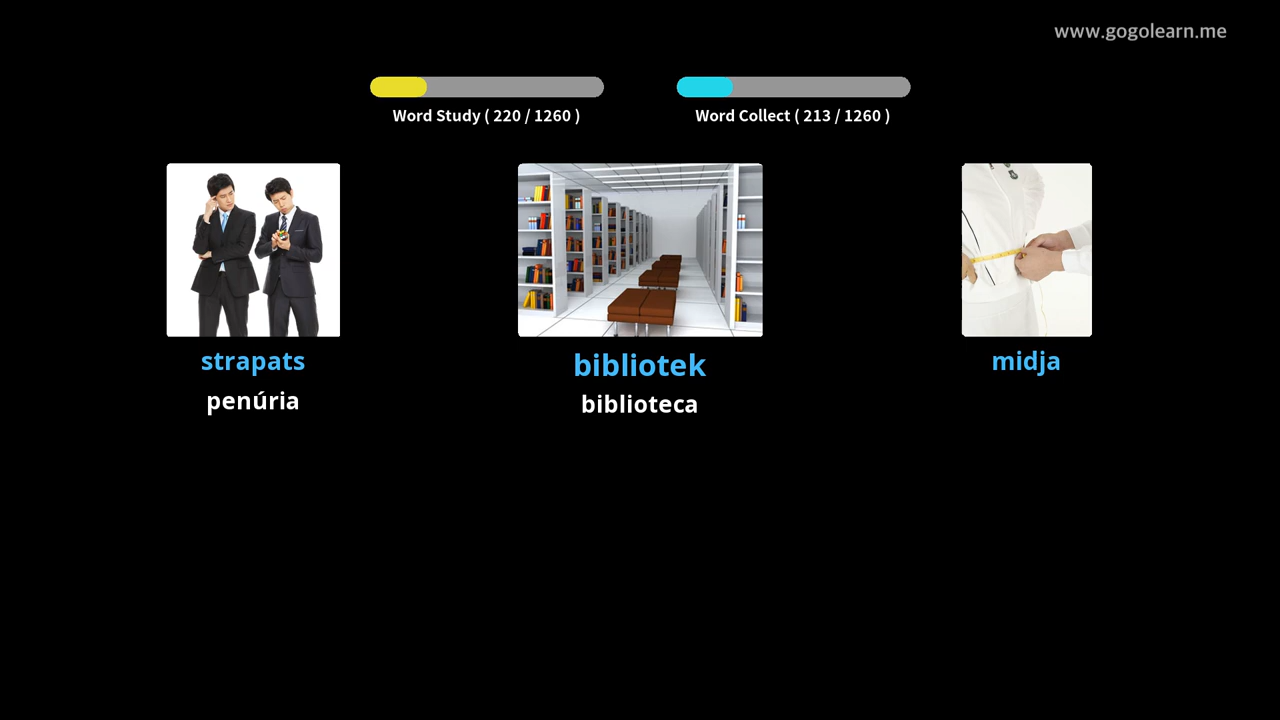 www.gogolearn.me
Word Study ( 220 / 1260 )
Word Collect ( 213 / 1260 )
strapats
penúria
bibliotek
biblioteca
midja